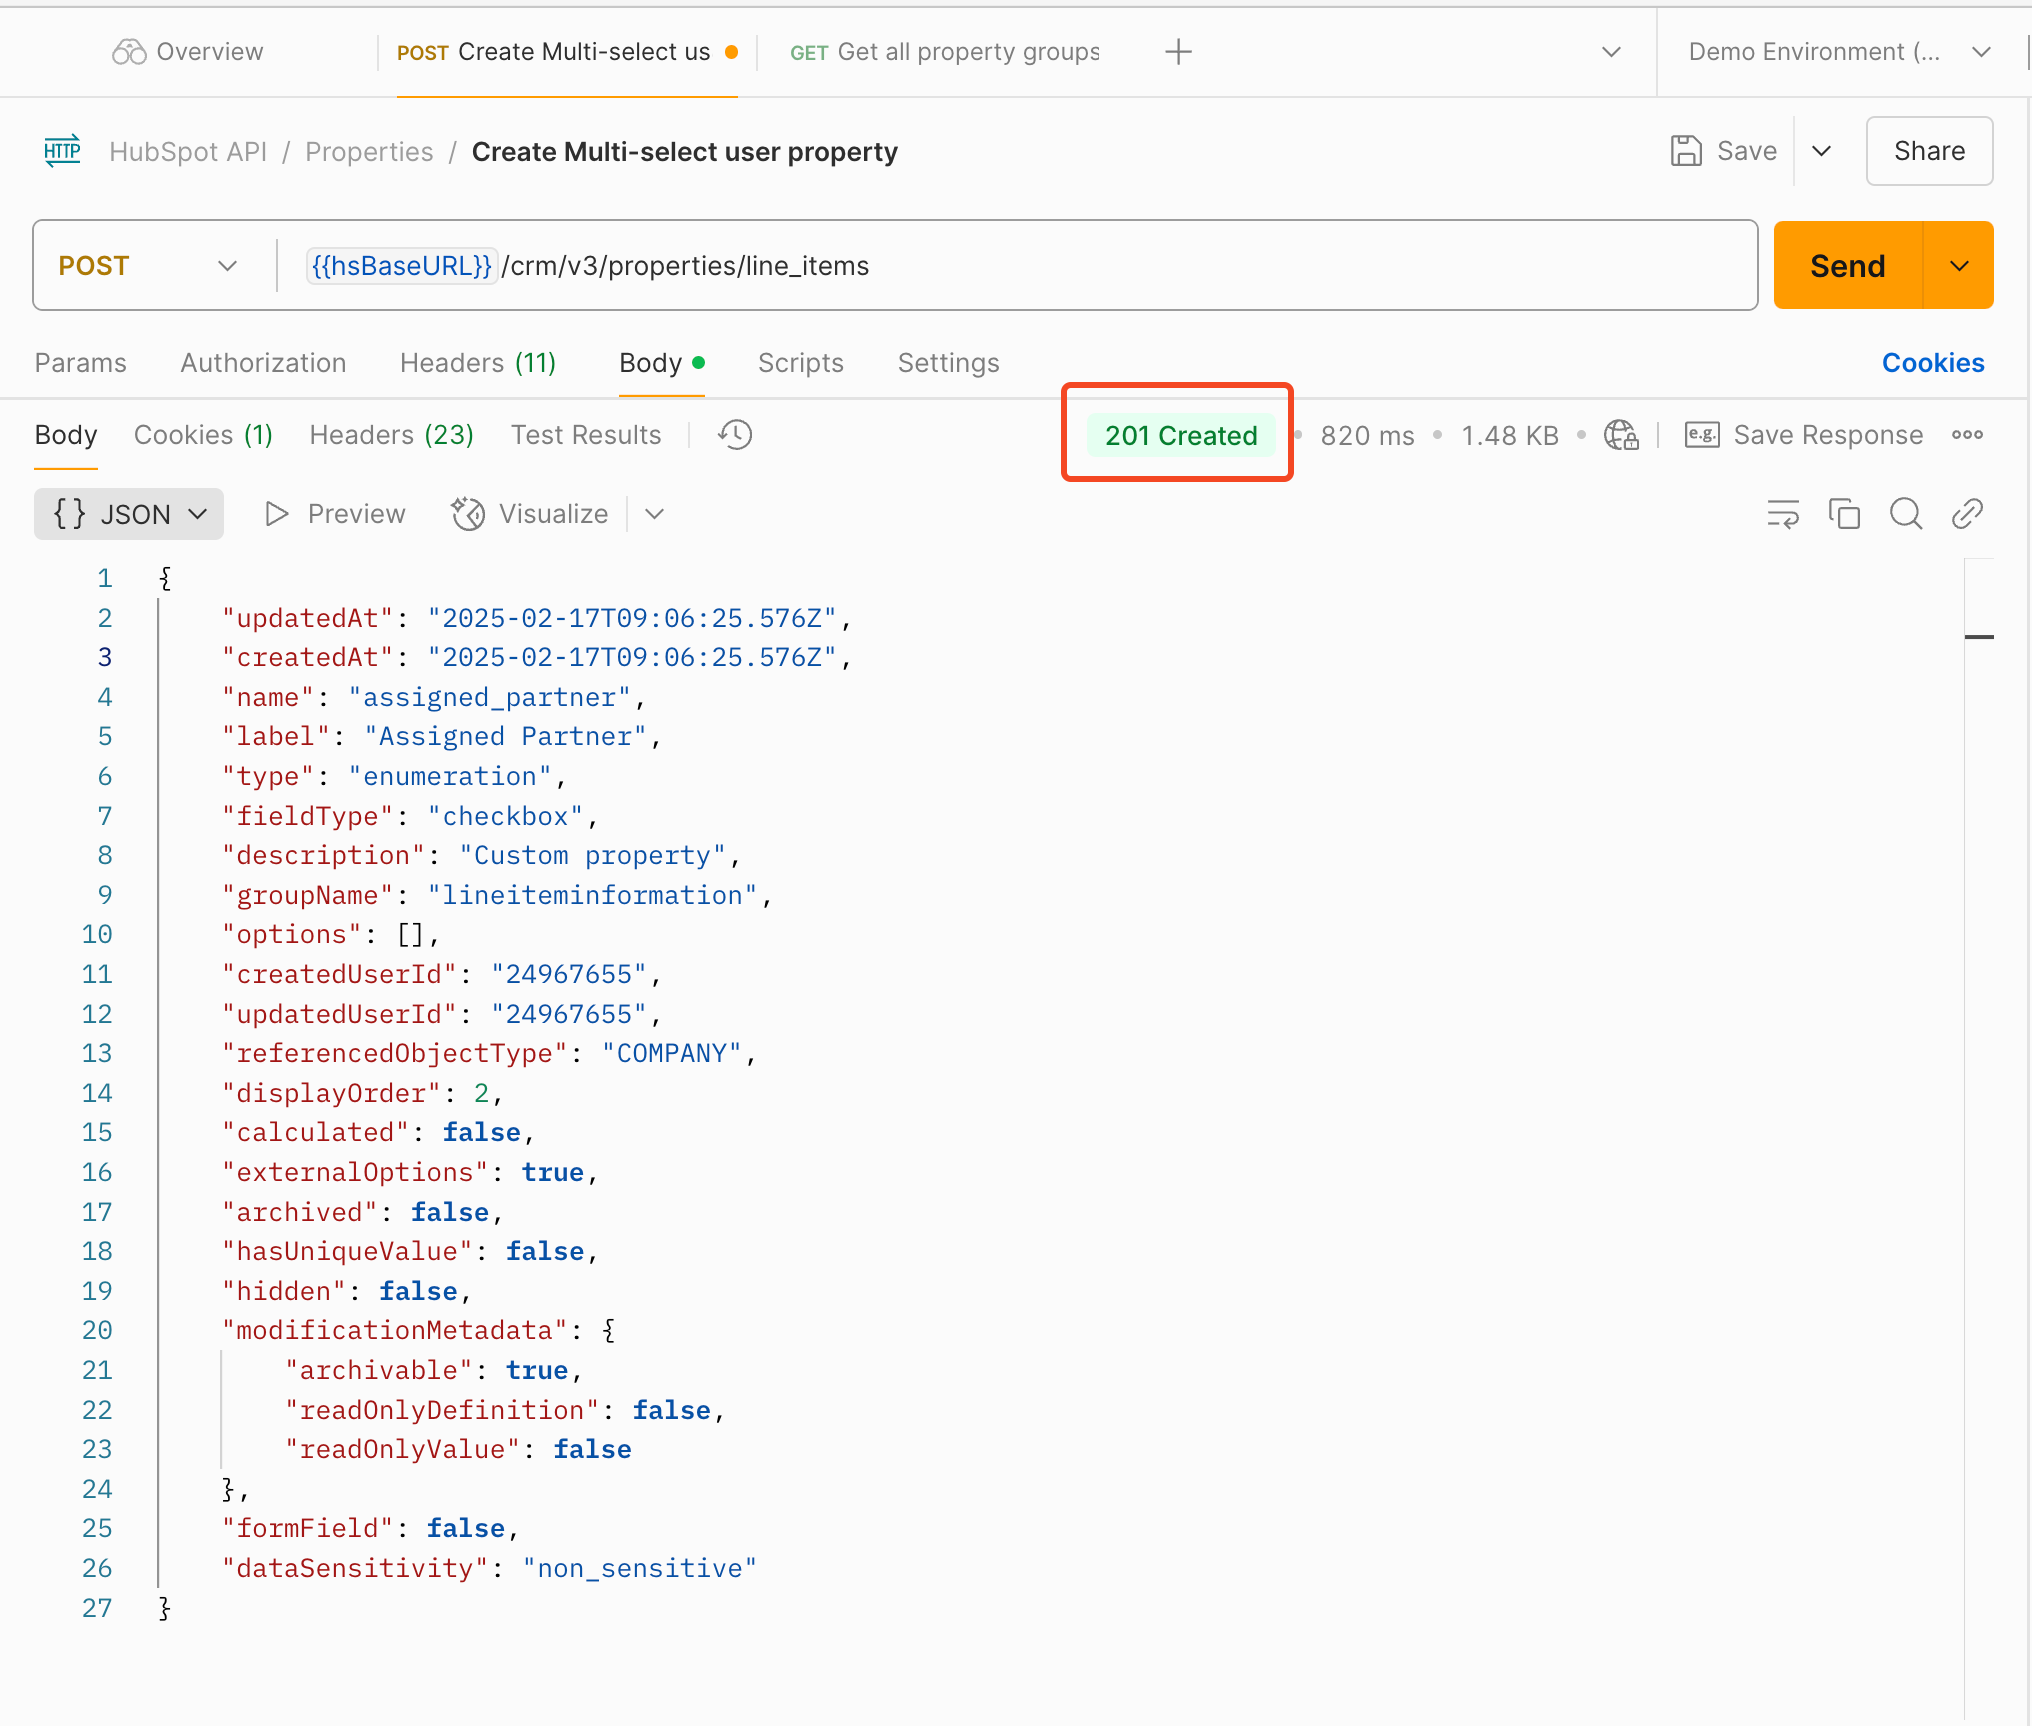 Overview POST Create Multi-select us GET Get all property groups Demo Environment (...
HTTP HubSpot API / Properties / Create Multi-select user property Save Share
POST {{hsBaseURL}}/crm/v3/properties/line_items Send
Params Authorization Headers (11) Body Scripts Settings Cookies
Body Cookies (1) Headers (23) Test Results 201 Created 820 ms 1.48 KB e.g. Save Response
{} JSON Preview Visualize
1 {
2 "updatedAt": "2025-02-17T09:06:25.576Z",
3 "createdAt": "2025-02-17T09:06:25.576Z",
4 "name": "assigned_partner",
5 "label": "Assigned Partner",
6 "type": "enumeration",
7 "fieldType": "checkbox",
8 "description": "Custom property",
9 "groupName": "lineiteminformation",
10 "options": [],
11 "createdUserId": "24967655",
12 "updatedUserId": "24967655",
13 "referencedObjectType": "COMPANY",
14 "displayOrder": 2,
15 "calculated": false,
16 "externalOptions": true,
17 "archived": false,
18 "hasUniqueValue": false,
19 "hidden": false,
20 "modificationMetadata": {
21 "archivable": true,
22 "readOnlyDefinition": false,
23 "readOnlyValue": false
24 },
25 "formField": false,
26 "dataSensitivity": "non_sensitive"
27 }